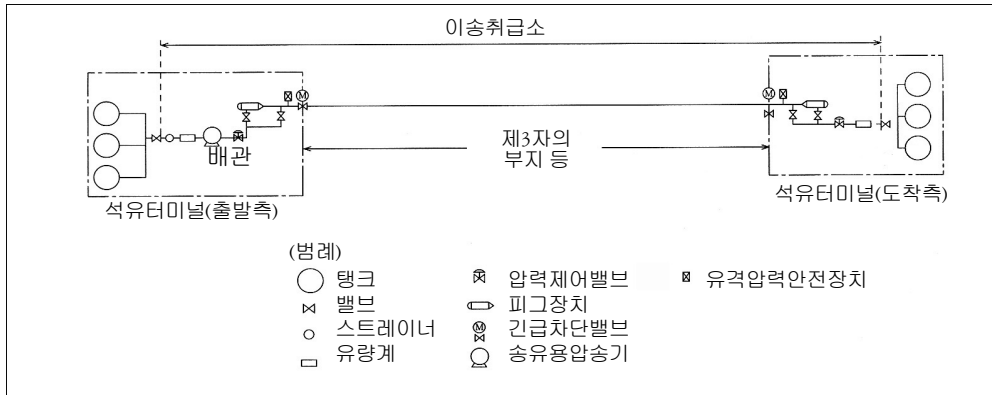 이송취급소
배관
제3자의
부지 등
석유터미널(출발측)
석유터미널(도착측)
(범례)
탱크
압력제어밸브
유격압력안전장치
밸브
피그장치
스트레이너
긴급차단밸브
유량계
송유용압송기
M
M
M